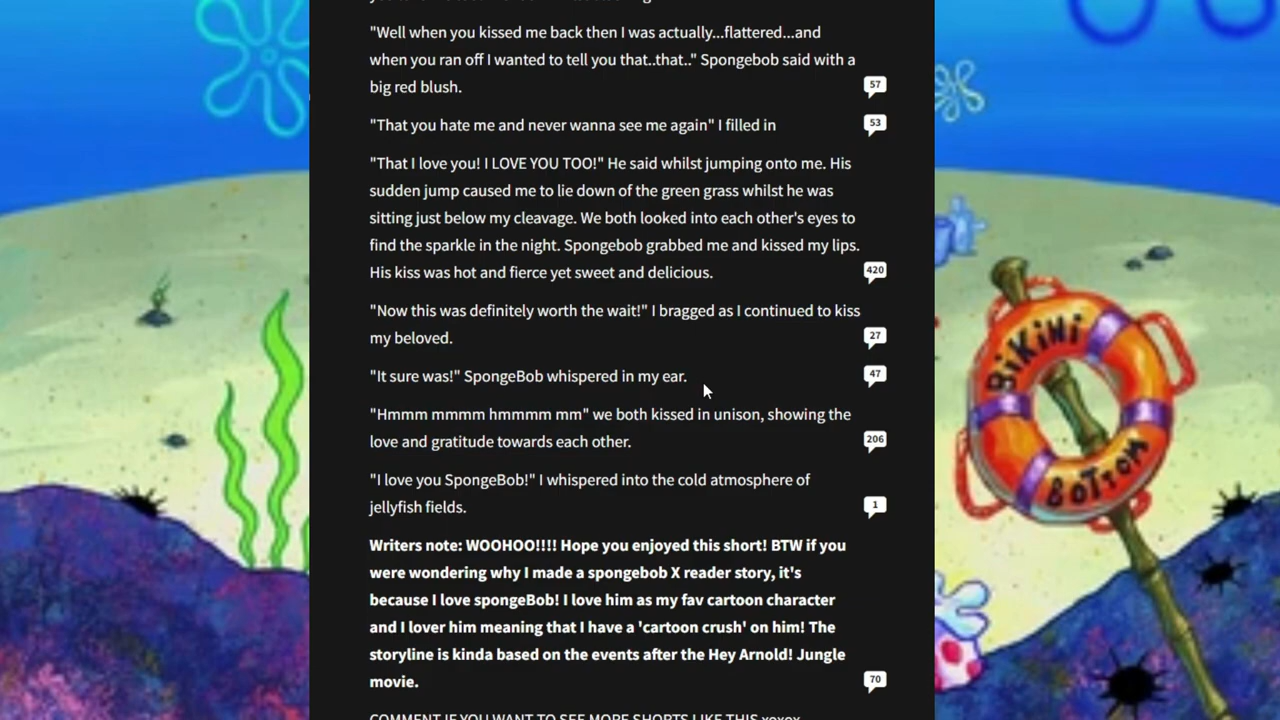 "Well when you kissed me back then I was actually...flattered...and
when you ran off I wanted to tell you that..that.." Spongebob said with a
big red blush.
57
"That you hate me and never wanna see me again" I filled in
53
"That I love you! I LOVE YOU TOO!" He said whilst jumping onto me. His
sudden jump caused me to lie down of the green grass whilst he was
sitting just below my cleavage. We both looked into each other's eyes to
find the sparkle in the night. Spongebob grabbed me and kissed my lips.
His kiss was hot and fierce yet sweet and delicious.
420
"Now this was definitely worth the wait!" I bragged as I continued to kiss
my beloved.
27
"It sure was!" SpongeBob whispered in my ear.
47
"Hmmm mmmm hmmmm mm" we both kissed in unison, showing the
love and gratitude towards each other.
206
"I love you SpongeBob!" I whispered into the cold atmosphere of
jellyfish fields.
1
Writers note: WOOHOO!!!! Hope you enjoyed this short! BTW if you
were wondering why I made a spongebob X reader story, it's
because I love spongeBob! I love him as my fav cartoon character
and I lover him meaning that I have a 'cartoon crush' on him! The
storyline is kinda based on the events after the Hey Arnold! Jungle
movie.
70
COMMENT IF YOU WANT TO SEE MORE SHORTS LIKE THIS xoxox
BIKINI
BOTTOM